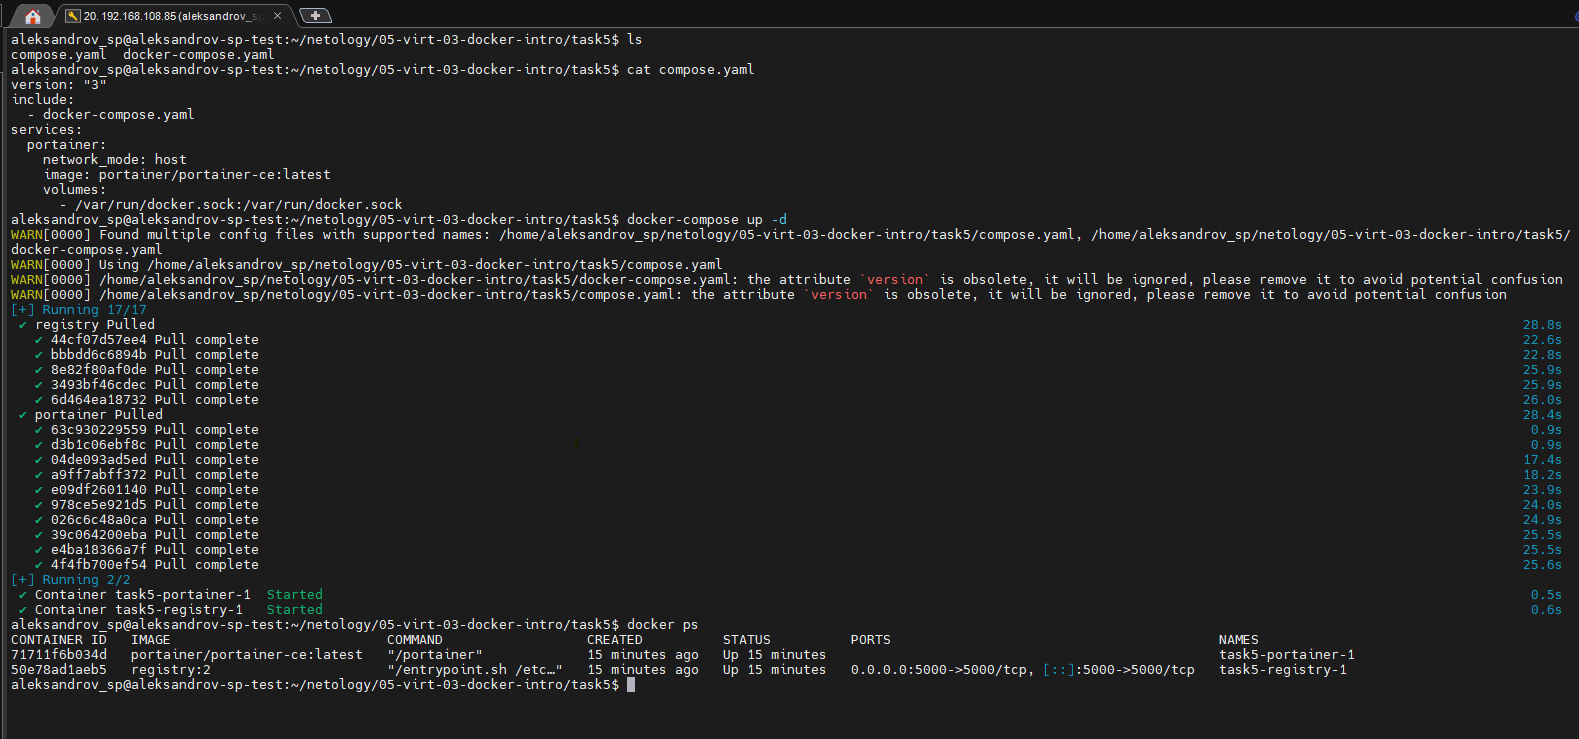 20. 192.168.108.85 (aleksandrov_s
aleksandrov_sp@aleksandrov-sp-test:~/netology/05-virt-03-docker-intro/task5$ ls
compose.yaml  docker-compose.yaml
aleksandrov_sp@aleksandrov-sp-test:~/netology/05-virt-03-docker-intro/task5$ cat compose.yaml
version: "3"
include:
  - docker-compose.yaml
services:
  portainer:
    network_mode: host
    image: portainer/portainer-ce:latest
    volumes:
      - /var/run/docker.sock:/var/run/docker.sock
aleksandrov_sp@aleksandrov-sp-test:~/netology/05-virt-03-docker-intro/task5$ docker-compose up -d
WARN[0000] Found multiple config files with supported names: /home/aleksandrov_sp/netology/05-virt-03-docker-intro/task5/compose.yaml, /home/aleksandrov_sp/netology/05-virt-03-docker-intro/task5/
docker-compose.yaml
WARN[0000] Using /home/aleksandrov_sp/netology/05-virt-03-docker-intro/task5/compose.yaml
WARN[0000] /home/aleksandrov_sp/netology/05-virt-03-docker-intro/task5/docker-compose.yaml: the attribute `version` is obsolete, it will be ignored, please remove it to avoid potential confusion
WARN[0000] /home/aleksandrov_sp/netology/05-virt-03-docker-intro/task5/compose.yaml: the attribute `version` is obsolete, it will be ignored, please remove it to avoid potential confusion
[+] Running 17/17
 ✔ registry Pulled 28.8s
   ✔ 44cf07d57ee4 Pull complete 22.6s
   ✔ bbbdd6c6894b Pull complete 22.8s
   ✔ 8e82f80af0de Pull complete 25.9s
   ✔ 3493bf46cdec Pull complete 25.9s
   ✔ 6d464ea18732 Pull complete 26.0s
 ✔ portainer Pulled 28.4s
   ✔ 63c930229559 Pull complete 0.9s
   ✔ d3b1c06ebf8c Pull complete 0.9s
   ✔ 04de093ad5ed Pull complete 17.4s
   ✔ a9ff7abff372 Pull complete 18.2s
   ✔ e09df2601140 Pull complete 23.9s
   ✔ 978ce5e921d5 Pull complete 24.0s
   ✔ 026c6c48a0ca Pull complete 24.9s
   ✔ 39c064200eba Pull complete 25.5s
   ✔ e4ba18366a7f Pull complete 25.5s
   ✔ 4f4fb700ef54 Pull complete 25.6s
[+] Running 2/2
 ✔ Container task5-portainer-1  Started 0.5s
 ✔ Container task5-registry-1   Started 0.6s
aleksandrov_sp@aleksandrov-sp-test:~/netology/05-virt-03-docker-intro/task5$ docker ps
CONTAINER ID   IMAGE                           COMMAND                  CREATED          STATUS          PORTS                                         NAMES
71711f6b034d   portainer/portainer-ce:latest   "/portainer"             15 minutes ago   Up 15 minutes                                                 task5-portainer-1
50e78ad1aeb5   registry:2                      "/entrypoint.sh /etc…"   15 minutes ago   Up 15 minutes   0.0.0.0:5000->5000/tcp, [::]:5000->5000/tcp   task5-registry-1
aleksandrov_sp@aleksandrov-sp-test:~/netology/05-virt-03-docker-intro/task5$